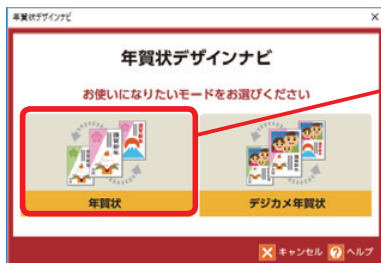 年賀状デザインナビ
年賀状デザインナビ
お使いになりたいモードをお選びください
年賀状
デジカメ年賀状
キャンセル
ヘルプ